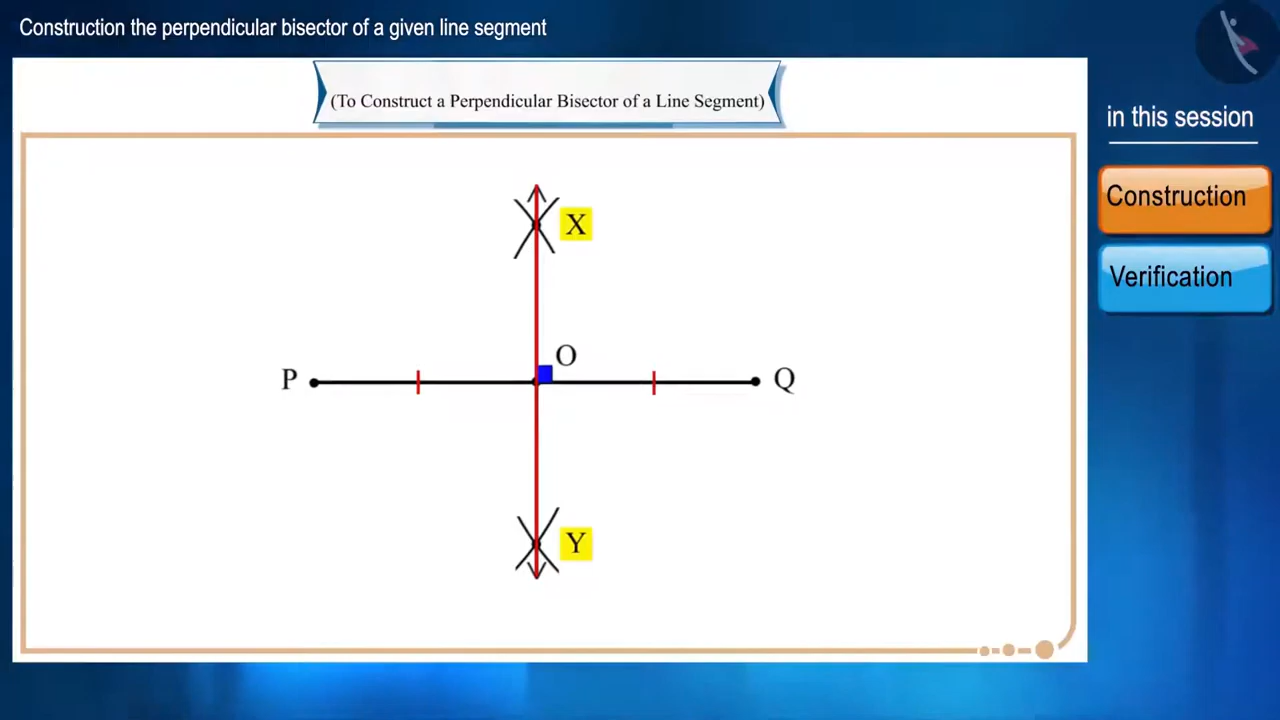 Construction the perpendicular bisector of a given line segment
(To Construct a Perpendicular Bisector of a Line Segment)
in this session
Construction
Verification
X
O
P
Q
Y